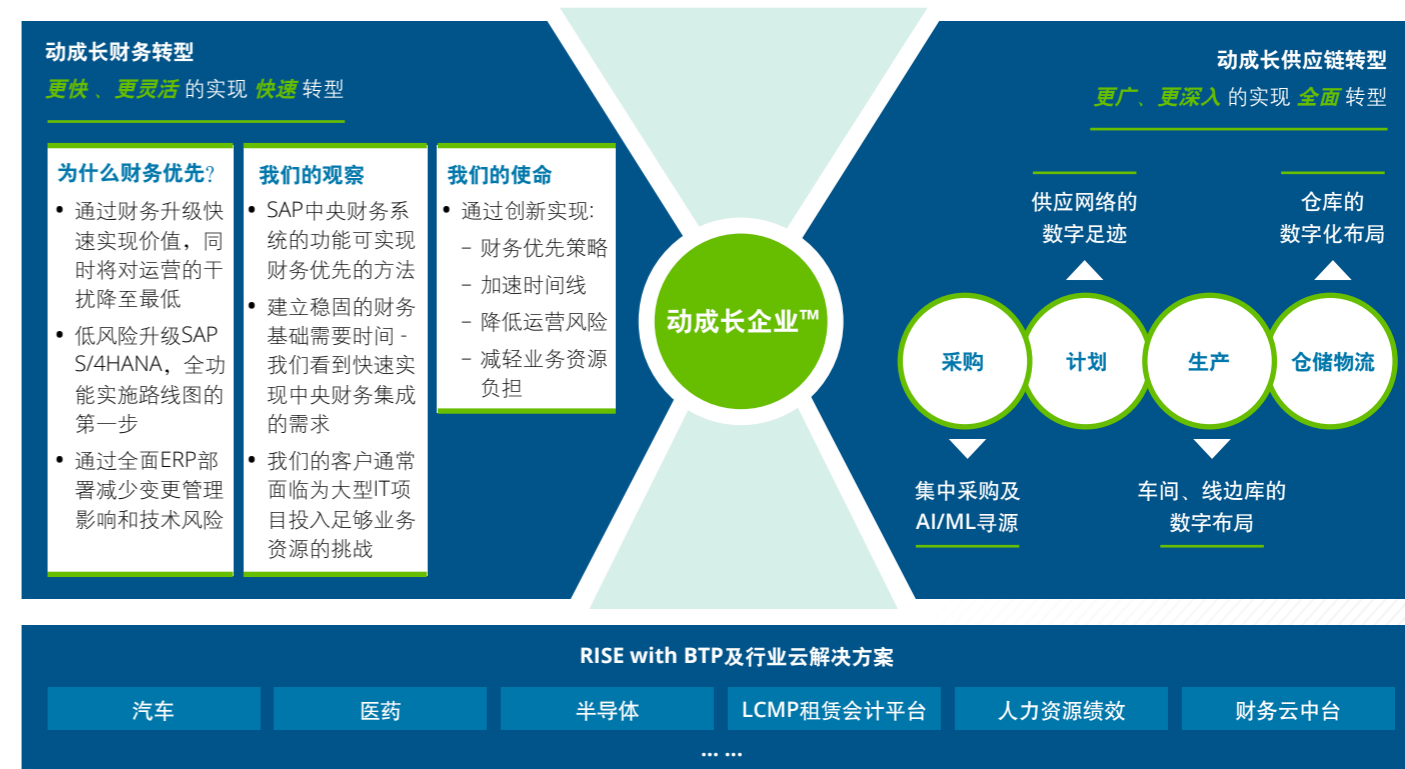 动成长财务转型
更快、更灵活 的实现 快速 转型
为什么财务优先?
• 通过财务升级快
速实现价值，同
时将对运营的干
扰降至最低
• 低风险升级SAP
S/4HANA，全功
能实施路线图的
第一步
• 通过全面ERP部
署减少变更管理
影响和技术风险
我们的观察
• SAP中央财务系
统的功能可实现
财务优先的方法
• 建立稳固的财务
基础需要时间 -
我们看到快速实
现中央财务集成
的需求
• 我们的客户通常
面临为大型IT项
目投入足够业务
资源的挑战
我们的使命
• 通过创新实现:
– 财务优先策略
– 加速时间线
– 降低运营风险
– 减轻业务资源
负担
动成长企业™
动成长供应链转型
更广、更深入 的实现 全面 转型
供应网络的
数字足迹
仓库的
数字化布局
采购
计划
生产
仓储物流
集中采购及
AI/ML寻源
车间、线边库的
数字布局
RISE with BTP及行业云解决方案
汽车
医药
半导体
LCMP租赁会计平台
人力资源绩效
财务云中台
... ...